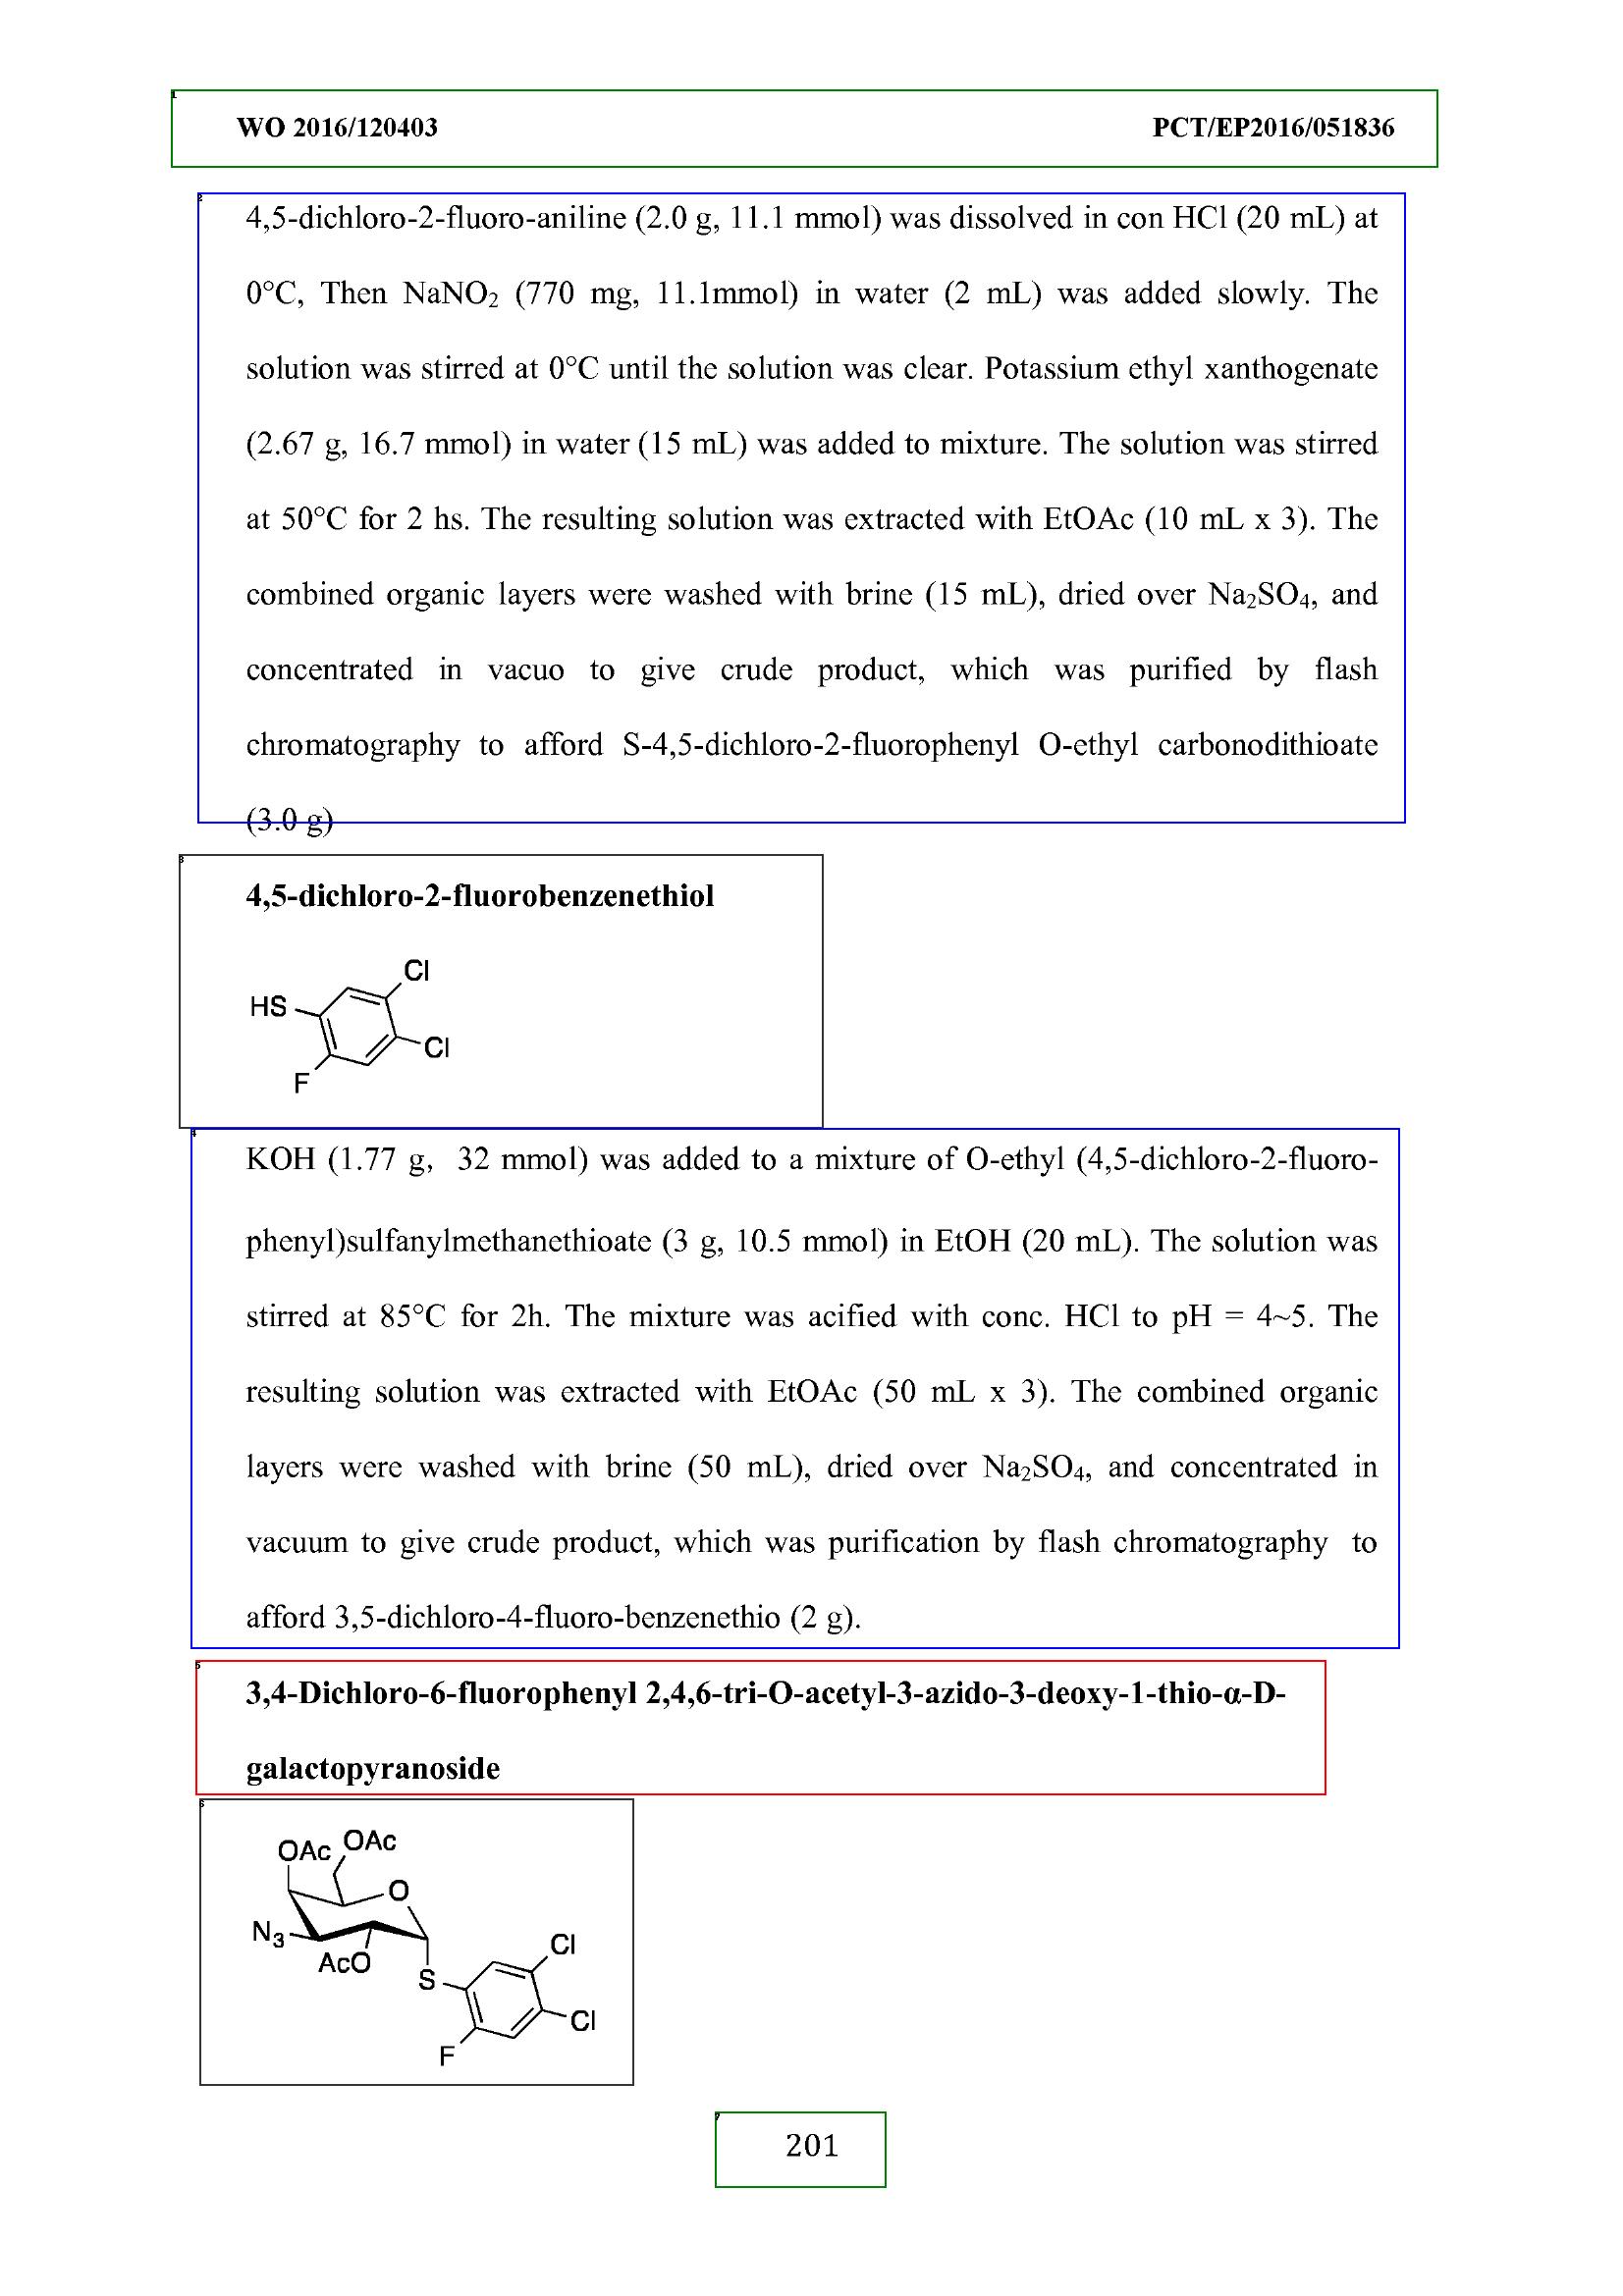 WO 2016/120403 PCT/EP2016/051836
4,5-dichloro-2-fluoro-aniline (2.0 g, 11.1 mmol) was dissolved in con HCl (20 mL) at
0°C, Then NaNO₂ (770 mg, 11.1mmol) in water (2 mL) was added slowly. The
solution was stirred at 0°C until the solution was clear. Potassium ethyl xanthogenate
(2.67 g, 16.7 mmol) in water (15 mL) was added to mixture. The solution was stirred
at 50°C for 2 hs. The resulting solution was extracted with EtOAc (10 mL x 3). The
combined organic layers were washed with brine (15 mL), dried over Na₂SO₄, and
concentrated in vacuo to give crude product, which was purified by flash
chromatography to afford S-4,5-dichloro-2-fluorophenyl O-ethyl carbonodithioate
(3.0 g)
4,5-dichloro-2-fluorobenzenethiol
Cl
HS
Cl
F
KOH (1.77 g, 32 mmol) was added to a mixture of O-ethyl (4,5-dichloro-2-fluoro-
phenyl)sulfanylmethanethioate (3 g, 10.5 mmol) in EtOH (20 mL). The solution was
stirred at 85°C for 2h. The mixture was acified with conc. HCl to pH = 4~5. The
resulting solution was extracted with EtOAc (50 mL x 3). The combined organic
layers were washed with brine (50 mL), dried over Na₂SO₄, and concentrated in
vacuum to give crude product, which was purification by flash chromatography to
afford 3,5-dichloro-4-fluoro-benzenethio (2 g).
3,4-Dichloro-6-fluorophenyl 2,4,6-tri-O-acetyl-3-azido-3-deoxy-1-thio-α-D-
galactopyranoside
OAc OAc
O
N₃
AcO
Cl
S
Cl
F
201